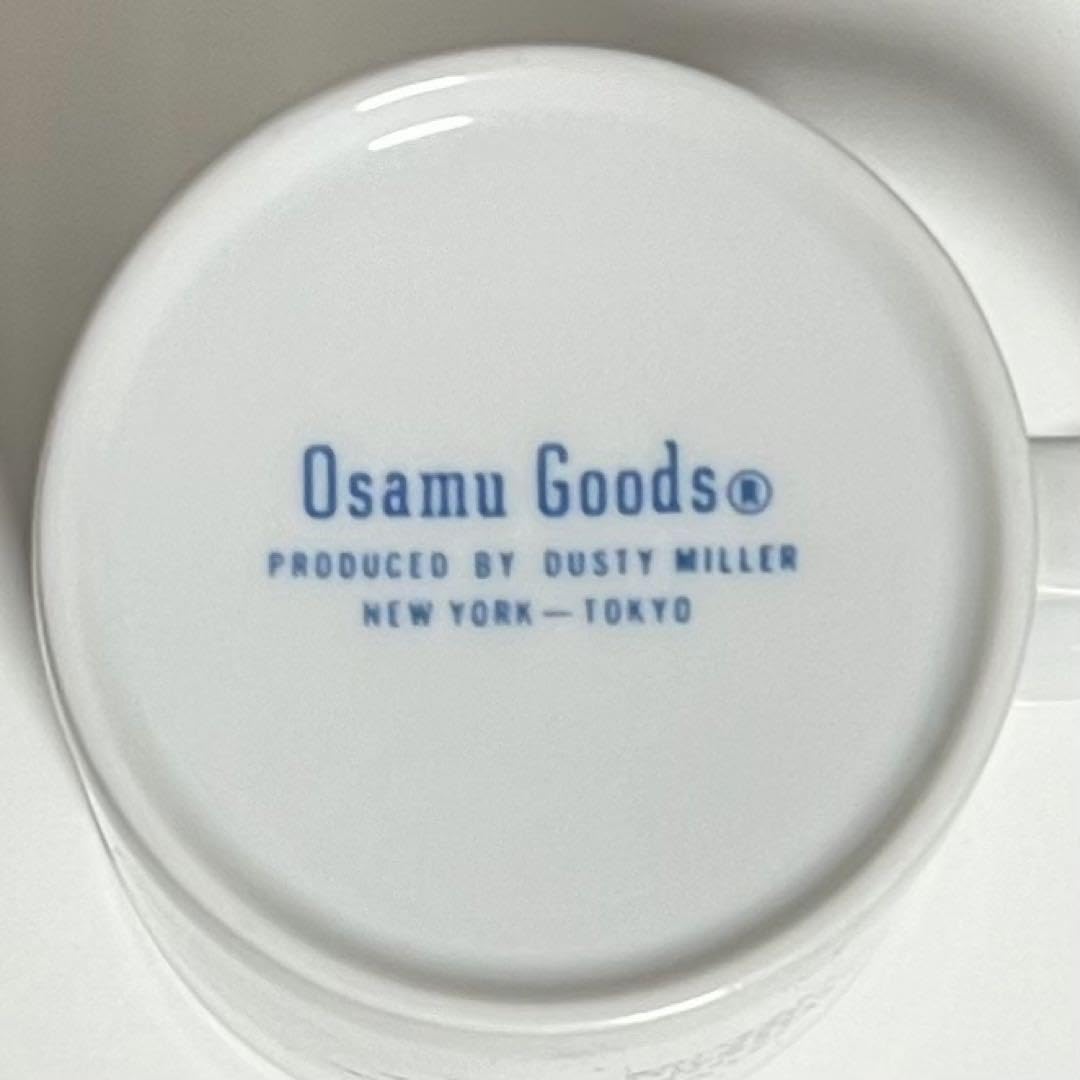 Osamu Goods®
PRODUCED BY DUSTY MILLER
NEW YORK — TOKYO